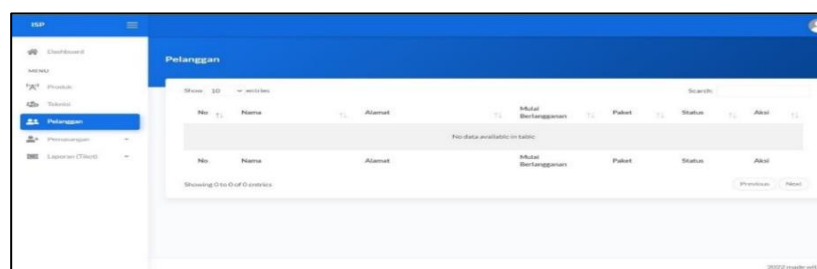 ISP
Dashboard
Pelanggan
MENU
Produk
Show 10 entries
Search:
Teknisi
No Nama Alamat Mulai Berlangganan Paket Status Aksi
Pelanggan
No data available in table
Pemasangan
Laporan (Tiket)
No Nama Alamat Mulai Berlangganan Paket Status Aksi
Showing 0 to 0 of 0 entries
Previous Next
2022 made with